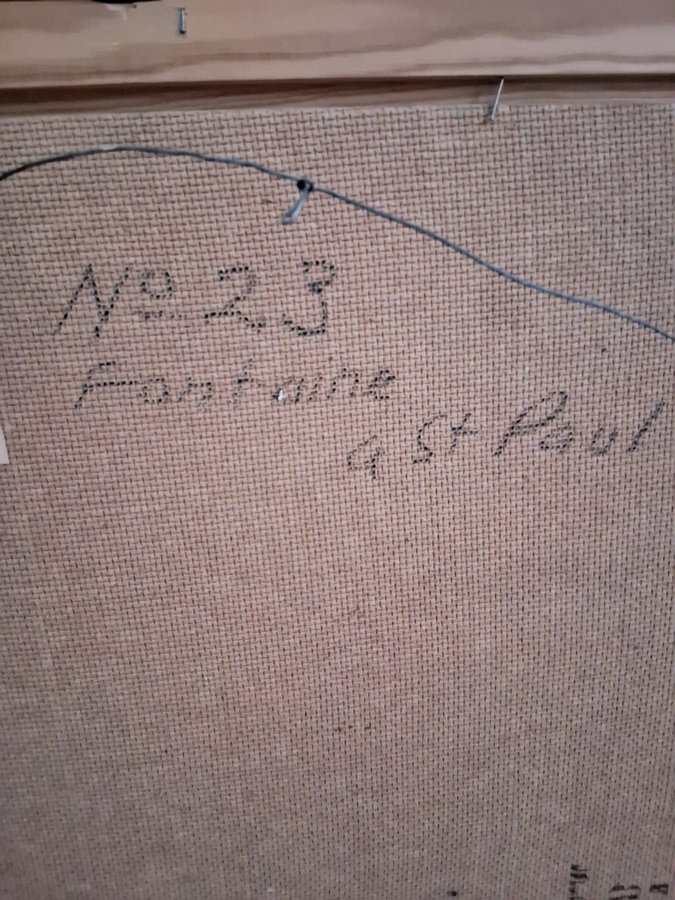 No 23
Fontaine
a St Paul